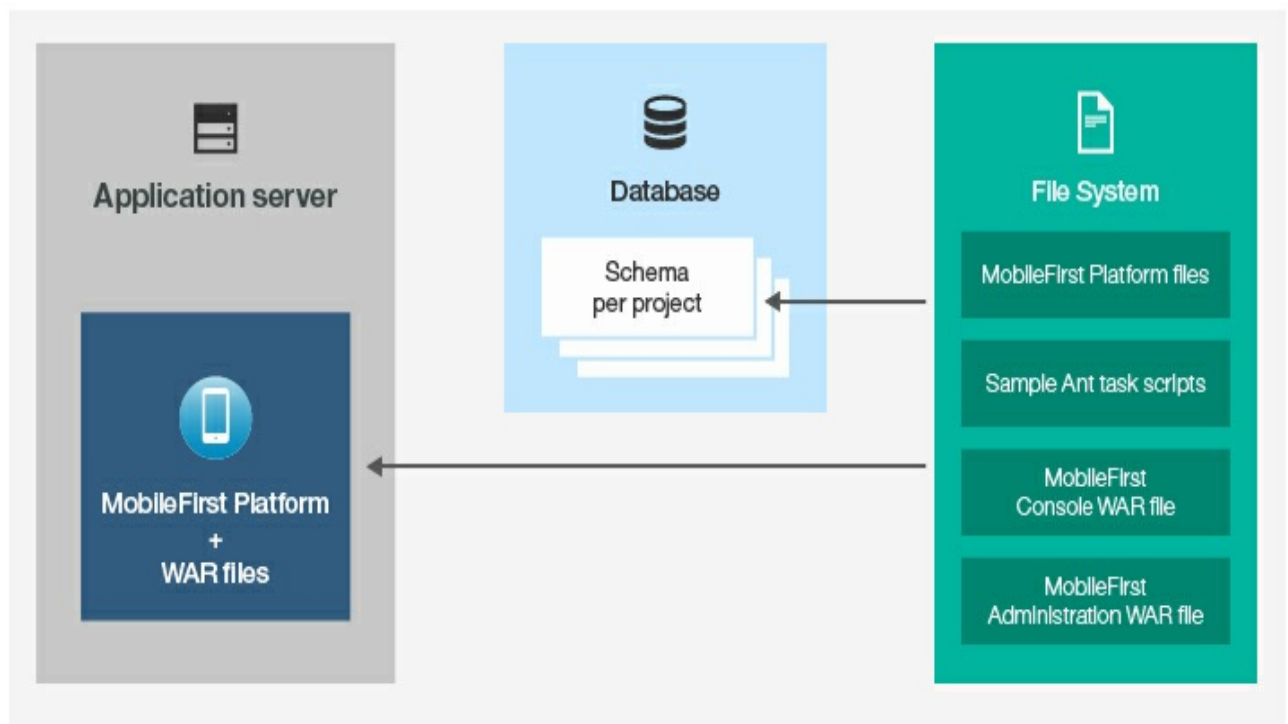 Application server
MobileFirst Platform
+
WAR files
Database
Schema
per project
File System
MobileFirst Platform files
Sample Ant task scripts
MobileFirst
Console WAR file
MobileFirst
Administration WAR file